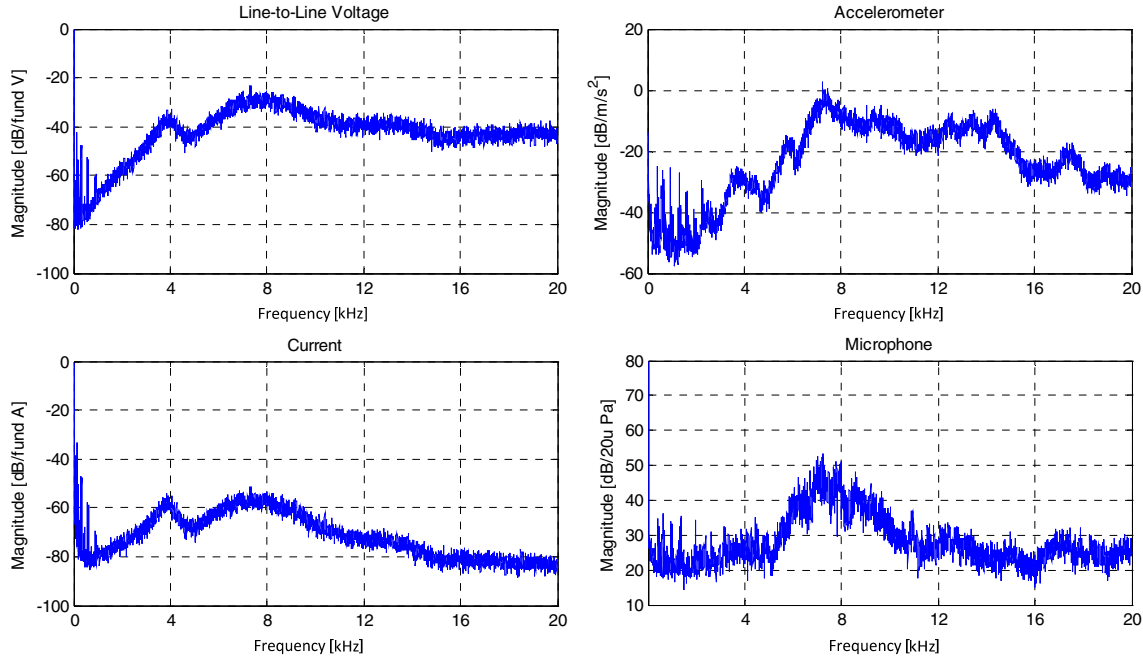 Line-to-Line Voltage
Magnitude [dB/fund V]
0
-20
-40
-60
-80
-100
0 4 8 12 16 20
Frequency [kHz]
Accelerometer
Magnitude [dB/m/s²]
20
0
-20
-40
-60
0 4 8 12 16 20
Frequency [kHz]
Current
Magnitude [dB/fund A]
0
-20
-40
-60
-80
-100
0 4 8 12 16 20
Frequency [kHz]
Microphone
Magnitude [dB/20u Pa]
80
70
60
50
40
30
20
10
0 4 8 12 16 20
Frequency [kHz]